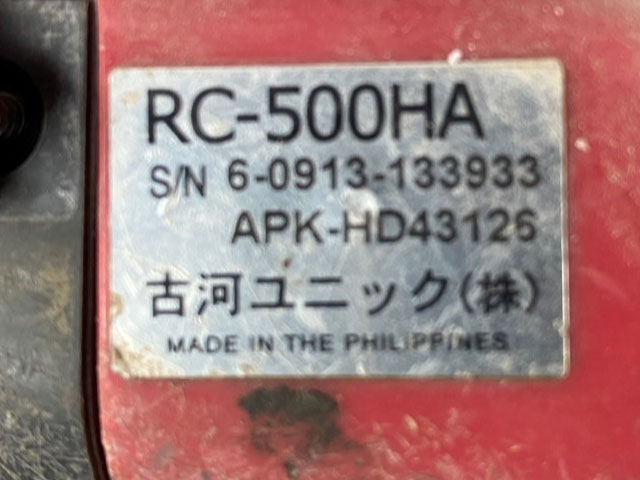 RC-500HA
S/N 6-0913-133933
APK-HD43126
古河ユニック(株)
MADE IN THE PHILIPPINES